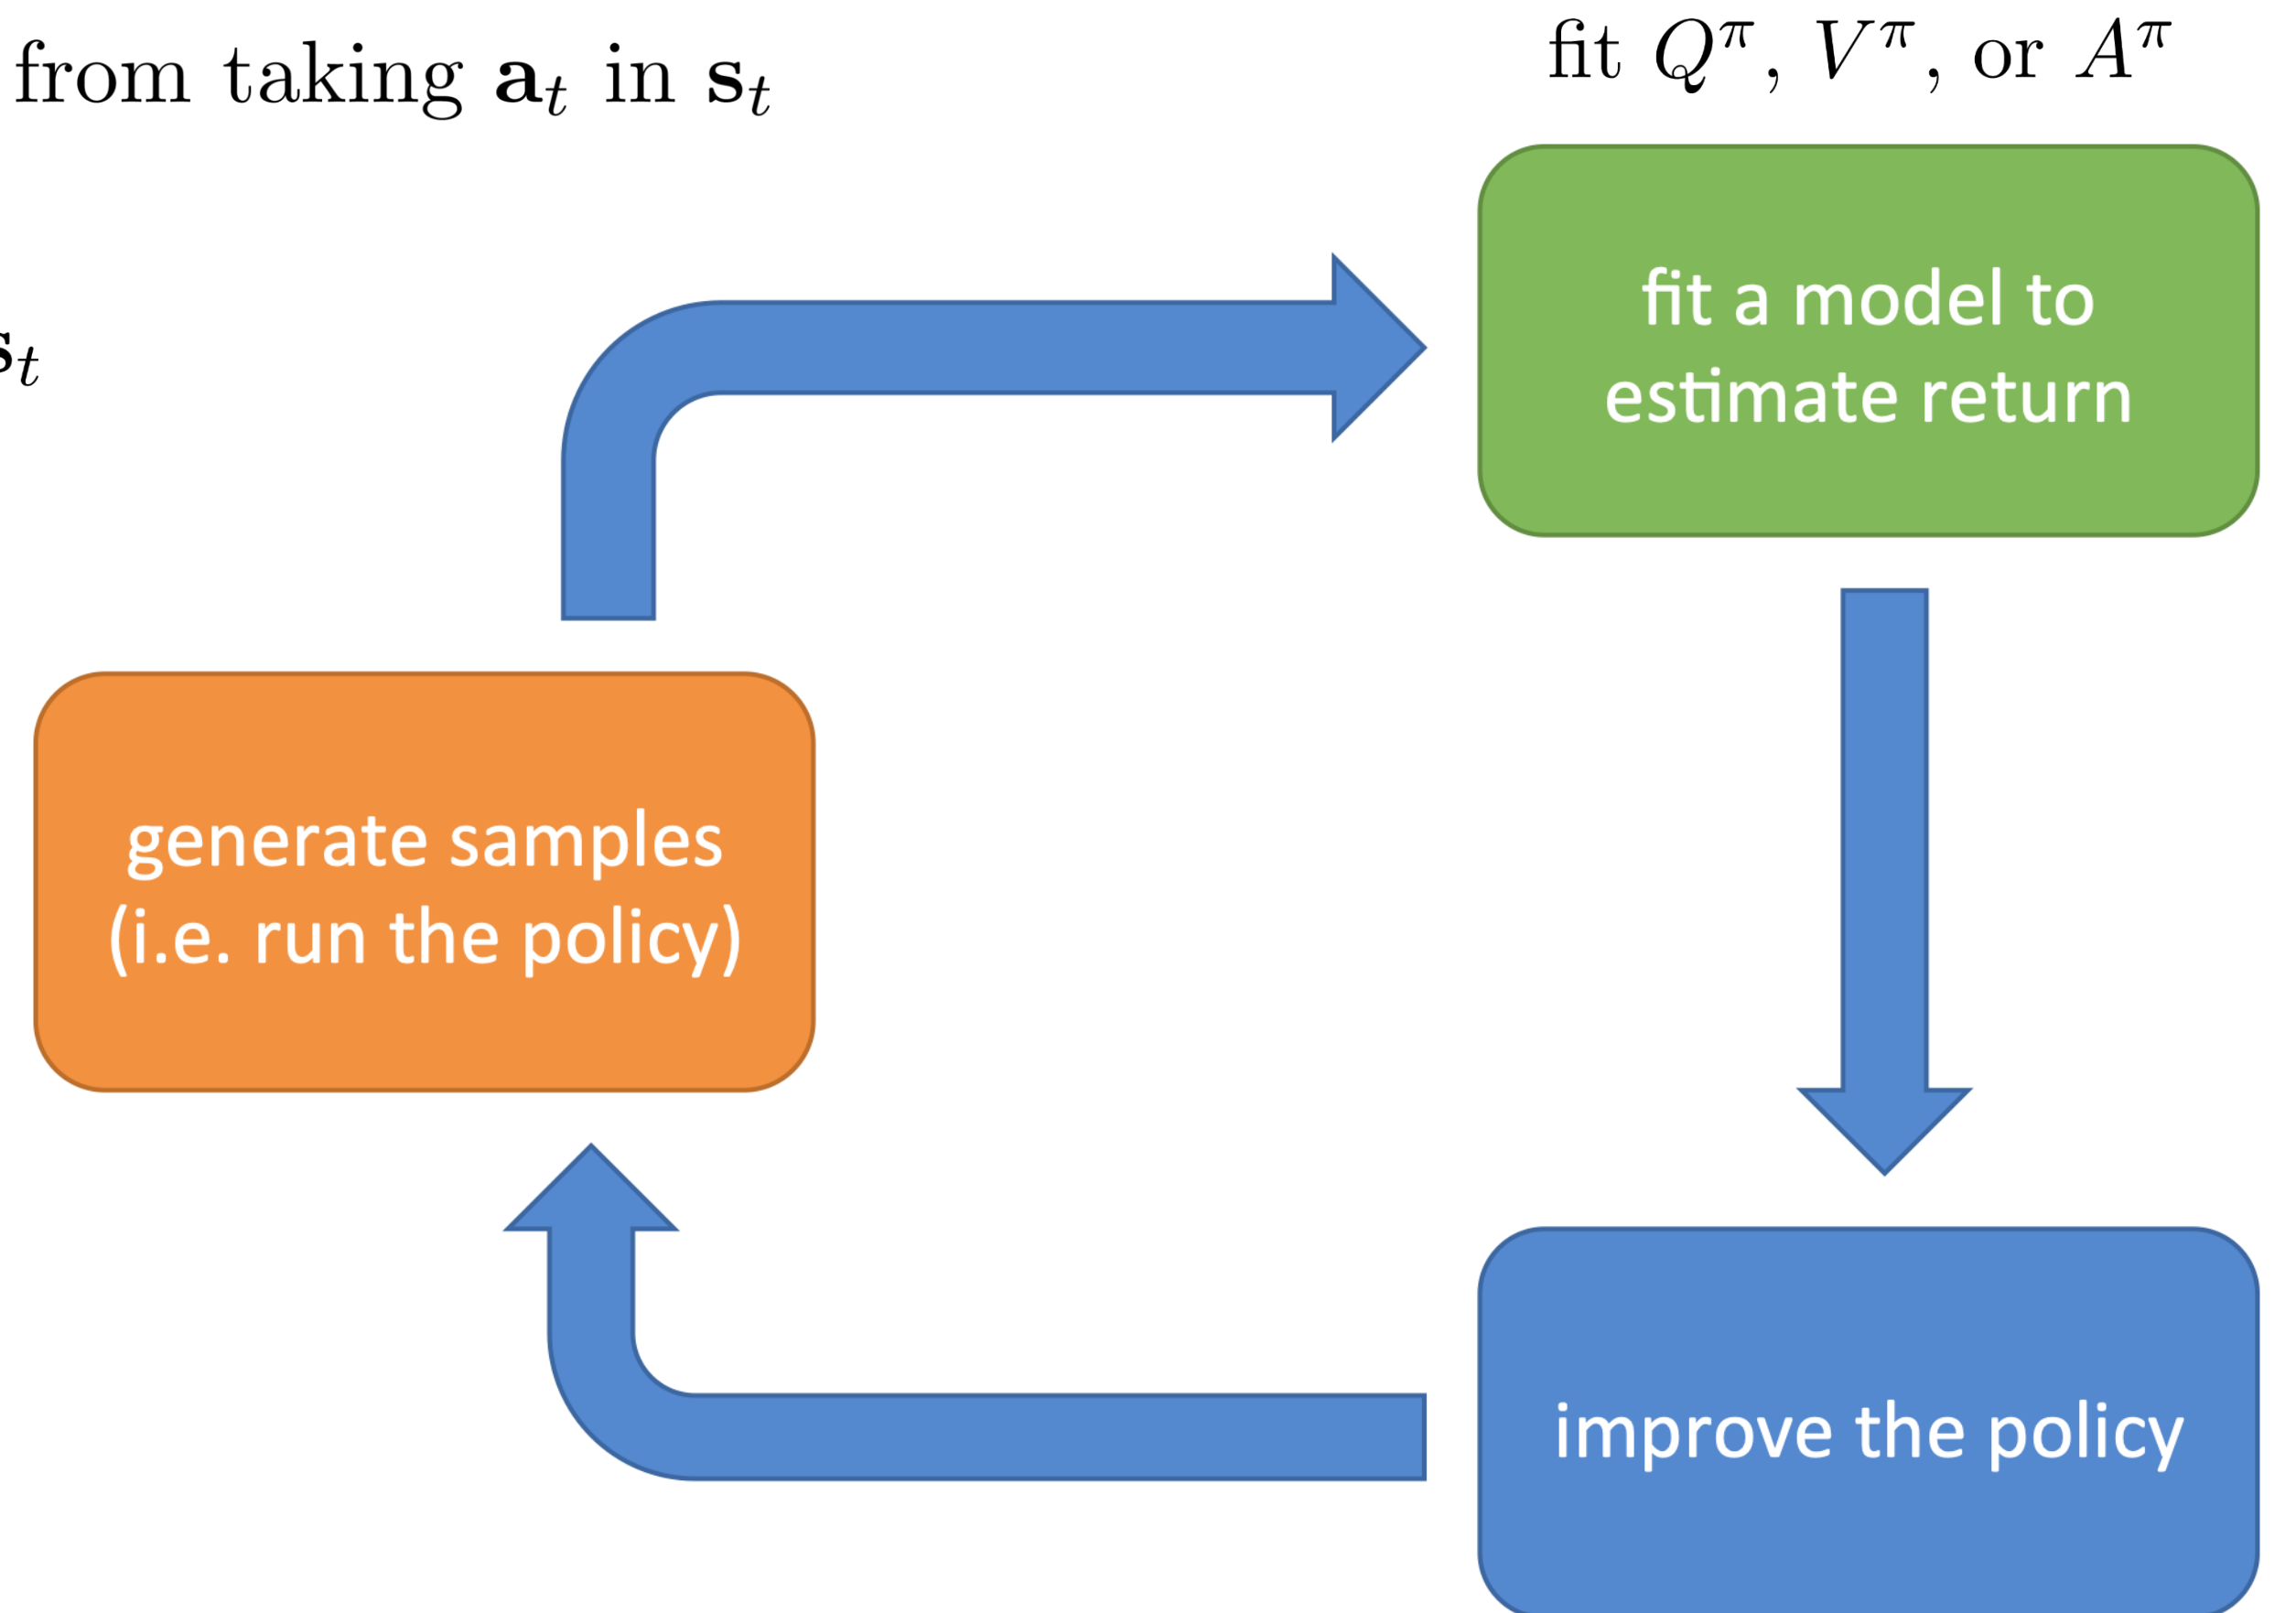 from taking a_t in s_t
fit Q^π, V^π, or A^π
fit a model to
estimate return
s_t
generate samples
(i.e. run the policy)
improve the policy